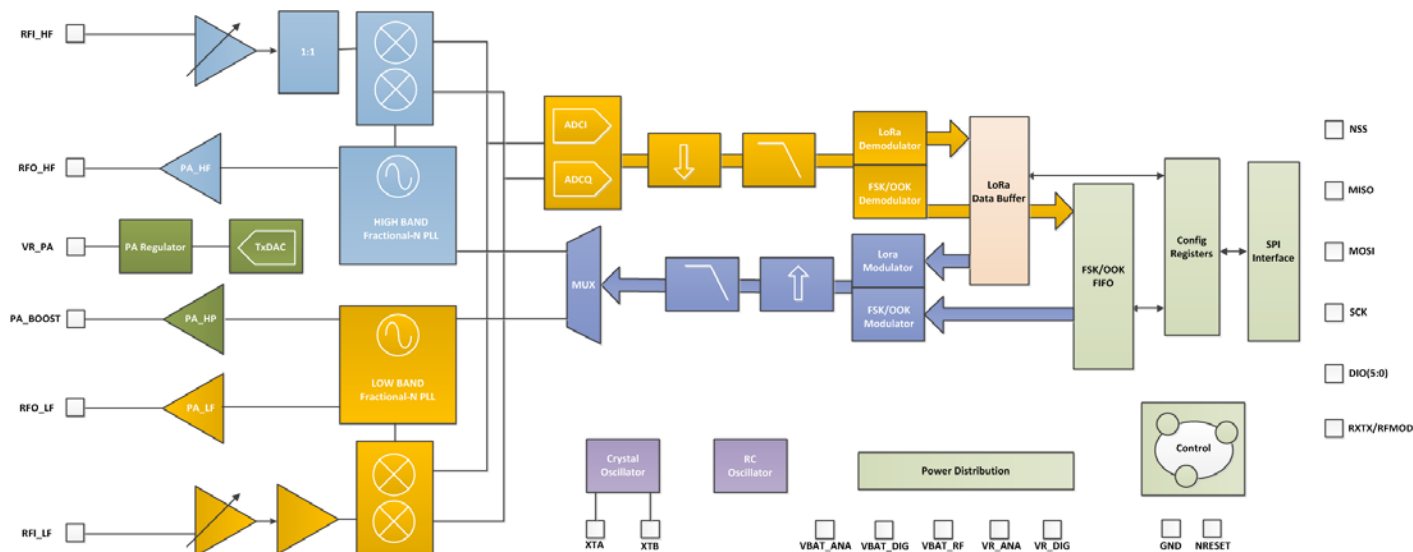 RFI_HF
1:1
RFO_HF
PA_HF
HIGH BAND
Fractional-N PLL
VR_PA
PA Regulator
TxDAC
PA_BOOST
PA_HP
LOW BAND
Fractional-N PLL
RFO_LF
PA_LF
RFI_LF
ADCI
ADCQ
LoRa
Demodulator
FSK/OOK
Demodulator
LoRa
Data Buffer
MUX
Lora
Modulator
FSK/OOK
Modulator
FSK/OOK
FIFO
Config
Registers
SPI
Interface
NSS
MISO
MOSI
SCK
DIO(5:0)
RXTX/RFMOD
Crystal
Oscillator
RC
Oscillator
Power Distribution
Control
XTA
XTB
VBAT_ANA
VBAT_DIG
VBAT_RF
VR_ANA
VR_DIG
GND
NRESET